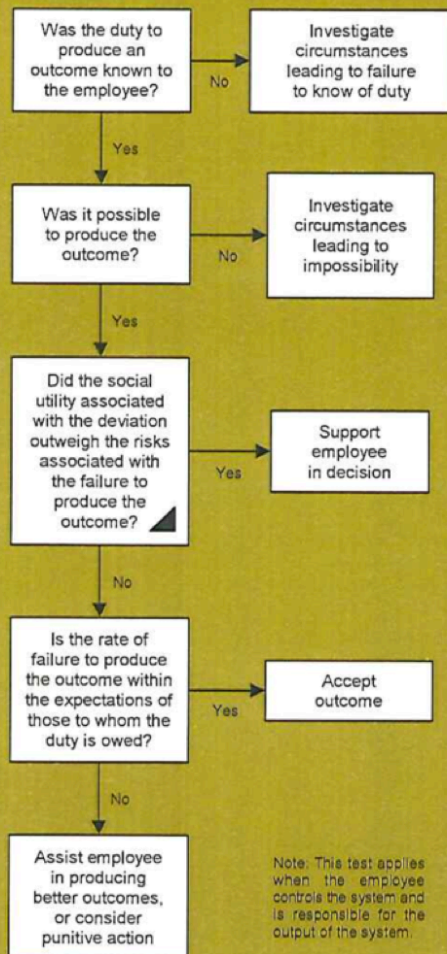 Was the duty to
produce an
outcome known to
the employee?
No
Investigate
circumstances
leading to failure
to know of duty
Yes
Was it possible
to produce the
outcome?
No
Investigate
circumstances
leading to
impossibility
Yes
Did the social
utility associated
with the deviation
outweigh the risks
associated with
the failure to
produce the
outcome?
Yes
Support
employee
in decision
No
Is the rate of
failure to produce
the outcome within
the expectations of
those to whom the
duty is owed?
Yes
Accept
outcome
No
Assist employee
in producing
better outcomes,
or consider
punitive action
Note: This test applies
when the employee
controls the system and
is responsible for the
output of the system.